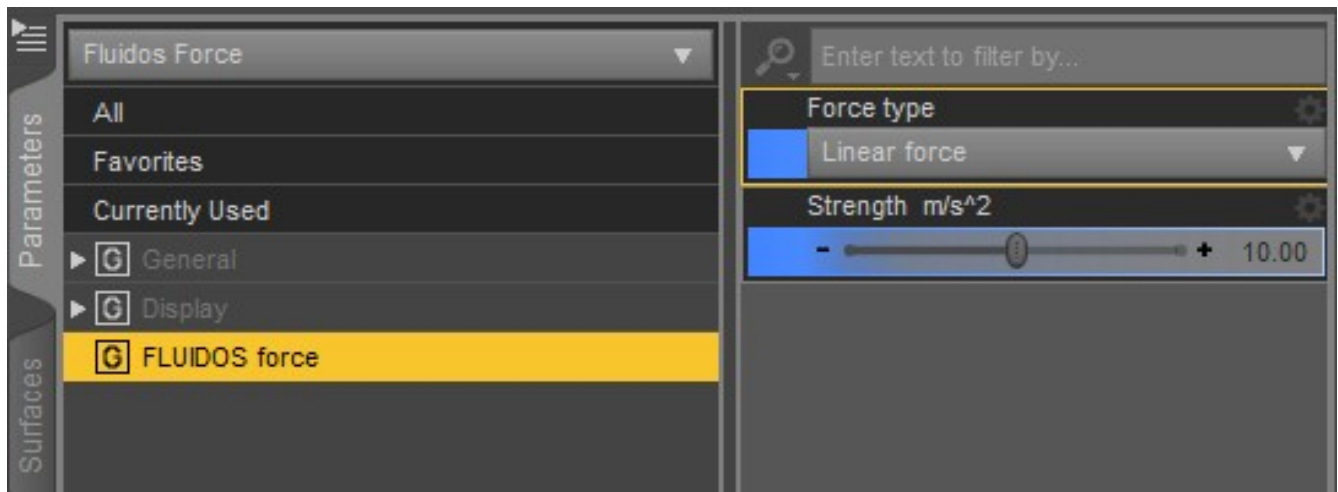 Parameters
Surfaces
Fluidos Force
All
Favorites
Currently Used
G General
G Display
G FLUIDOS force
Enter text to filter by...
Force type
Linear force
Strength m/s^2
- + 10.00